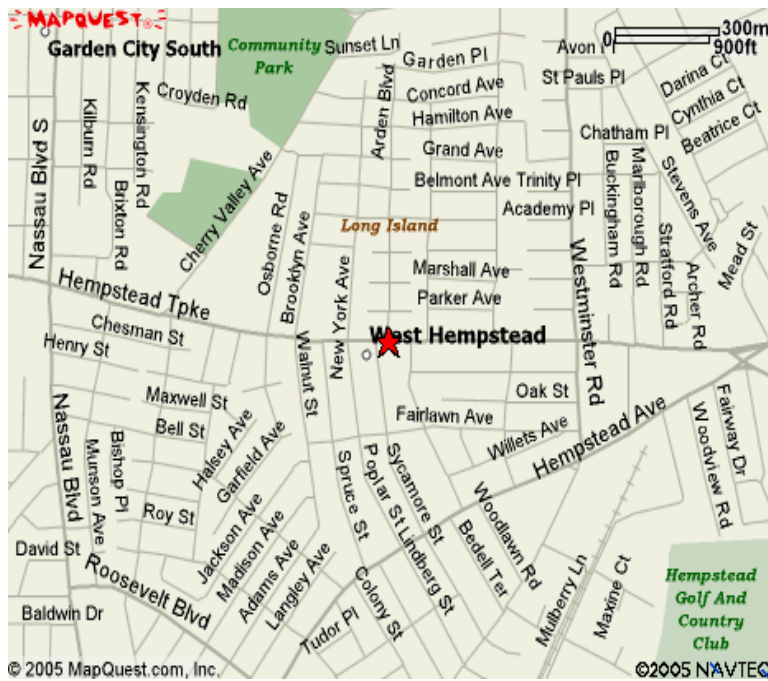 MAPQUEST
Garden City South
Community
Park
Sunset Ln
Garden Pl
Avon
300m
0
900ft
St Pauls Pl
Darina Ct
Cynthia Ct
Beatrice Ct
Croyden Rd
Concord Ave
Hamilton Ave
Arden Blvd
Chatham Pl
Kensington Rd
Kilburn Rd
Nassau Blvd S
Grand Ave
Belmont Ave
Trinity Pl
Academy Pl
Buckingham Rd
Marlborough Rd
Stevens Ave
Brixton Rd
Cherry Valley Ave
Osborne Rd
Brooklyn Ave
Long Island
Stratford Rd
Mead St
Archer Rd
Westminster Rd
Hempstead Tpke
New York Ave
Marshall Ave
Parker Ave
Chesman St
Henry St
Walnut St
West Hempstead
Maxwell St
Bell St
Oak St
Fairlawn Ave
Willets Ave
Hempstead Ave
Fairway Dr
Woodview Rd
Nassau Blvd
Munson Ave
Bishop Pl
Halsey Ave
Garfield Ave
Roy St
Spruce St
Poplar St
Sycamore St
Lindberg St
Woodlawn Rd
Bedell Ter
David St
Jackson Ave
Madison Ave
Adams Ave
Langley Ave
Roosevelt Blvd
Baldwin Dr
Colony St
Tudor Pl
Mulberry Ln
Maxine Ct
Hempstead
Golf And
Country
Club
© 2005 MapQuest.com, Inc.
©2005 NAVTEQ